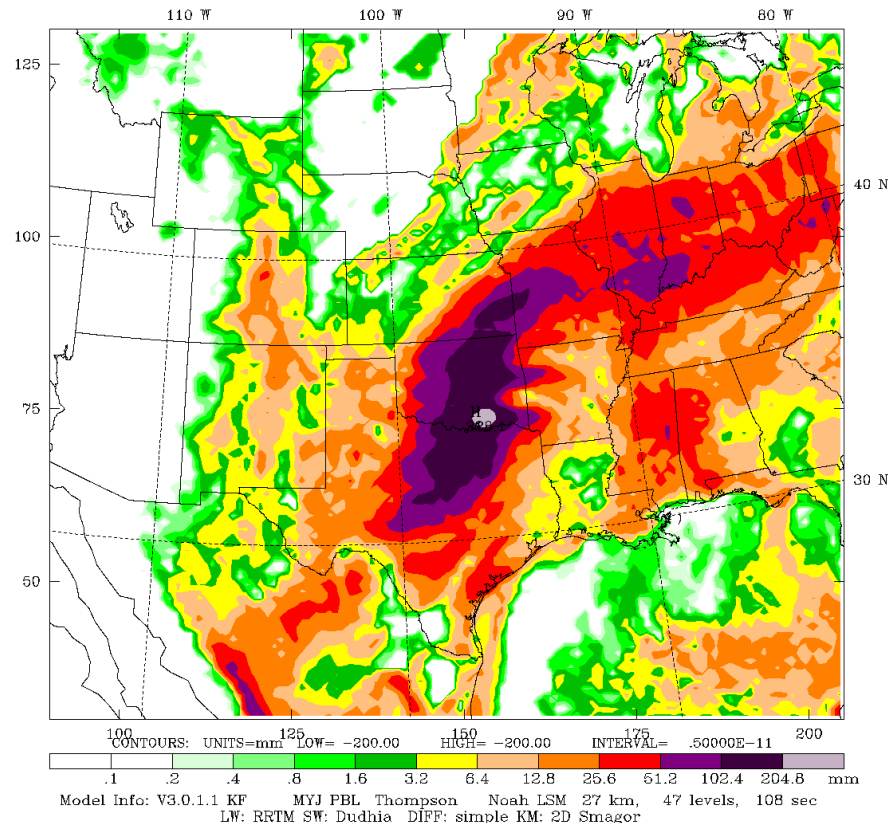 110 W 100 W 90 W 80 W
125
40 N
100
75
30 N
50
100 125 150 175 200
CONTOURS: UNITS=mm LOW= -200.00 HIGH= -200.00 INTERVAL= .50000E-11
.1 .2 .4 .8 1.6 3.2 6.4 12.8 25.6 51.2 102.4 204.8 mm
Model Info: V3.0.1.1 KF MYJ PBL Thompson Noah LSM 27 km, 47 levels, 108 sec
LW: RRTM SW: Dudhia DIFF: simple KM: 2D Smagor